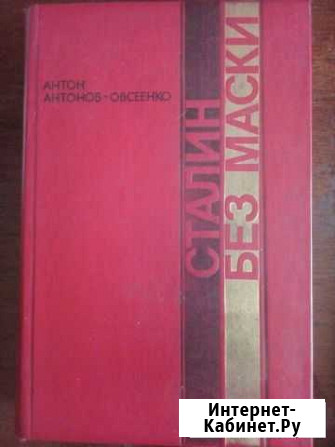 АНТОН
АНТОНОВ-ОВСЕЕНКО
СТАЛИН
БЕЗ МАСКИ
Интернет-
Кабинет.Ру